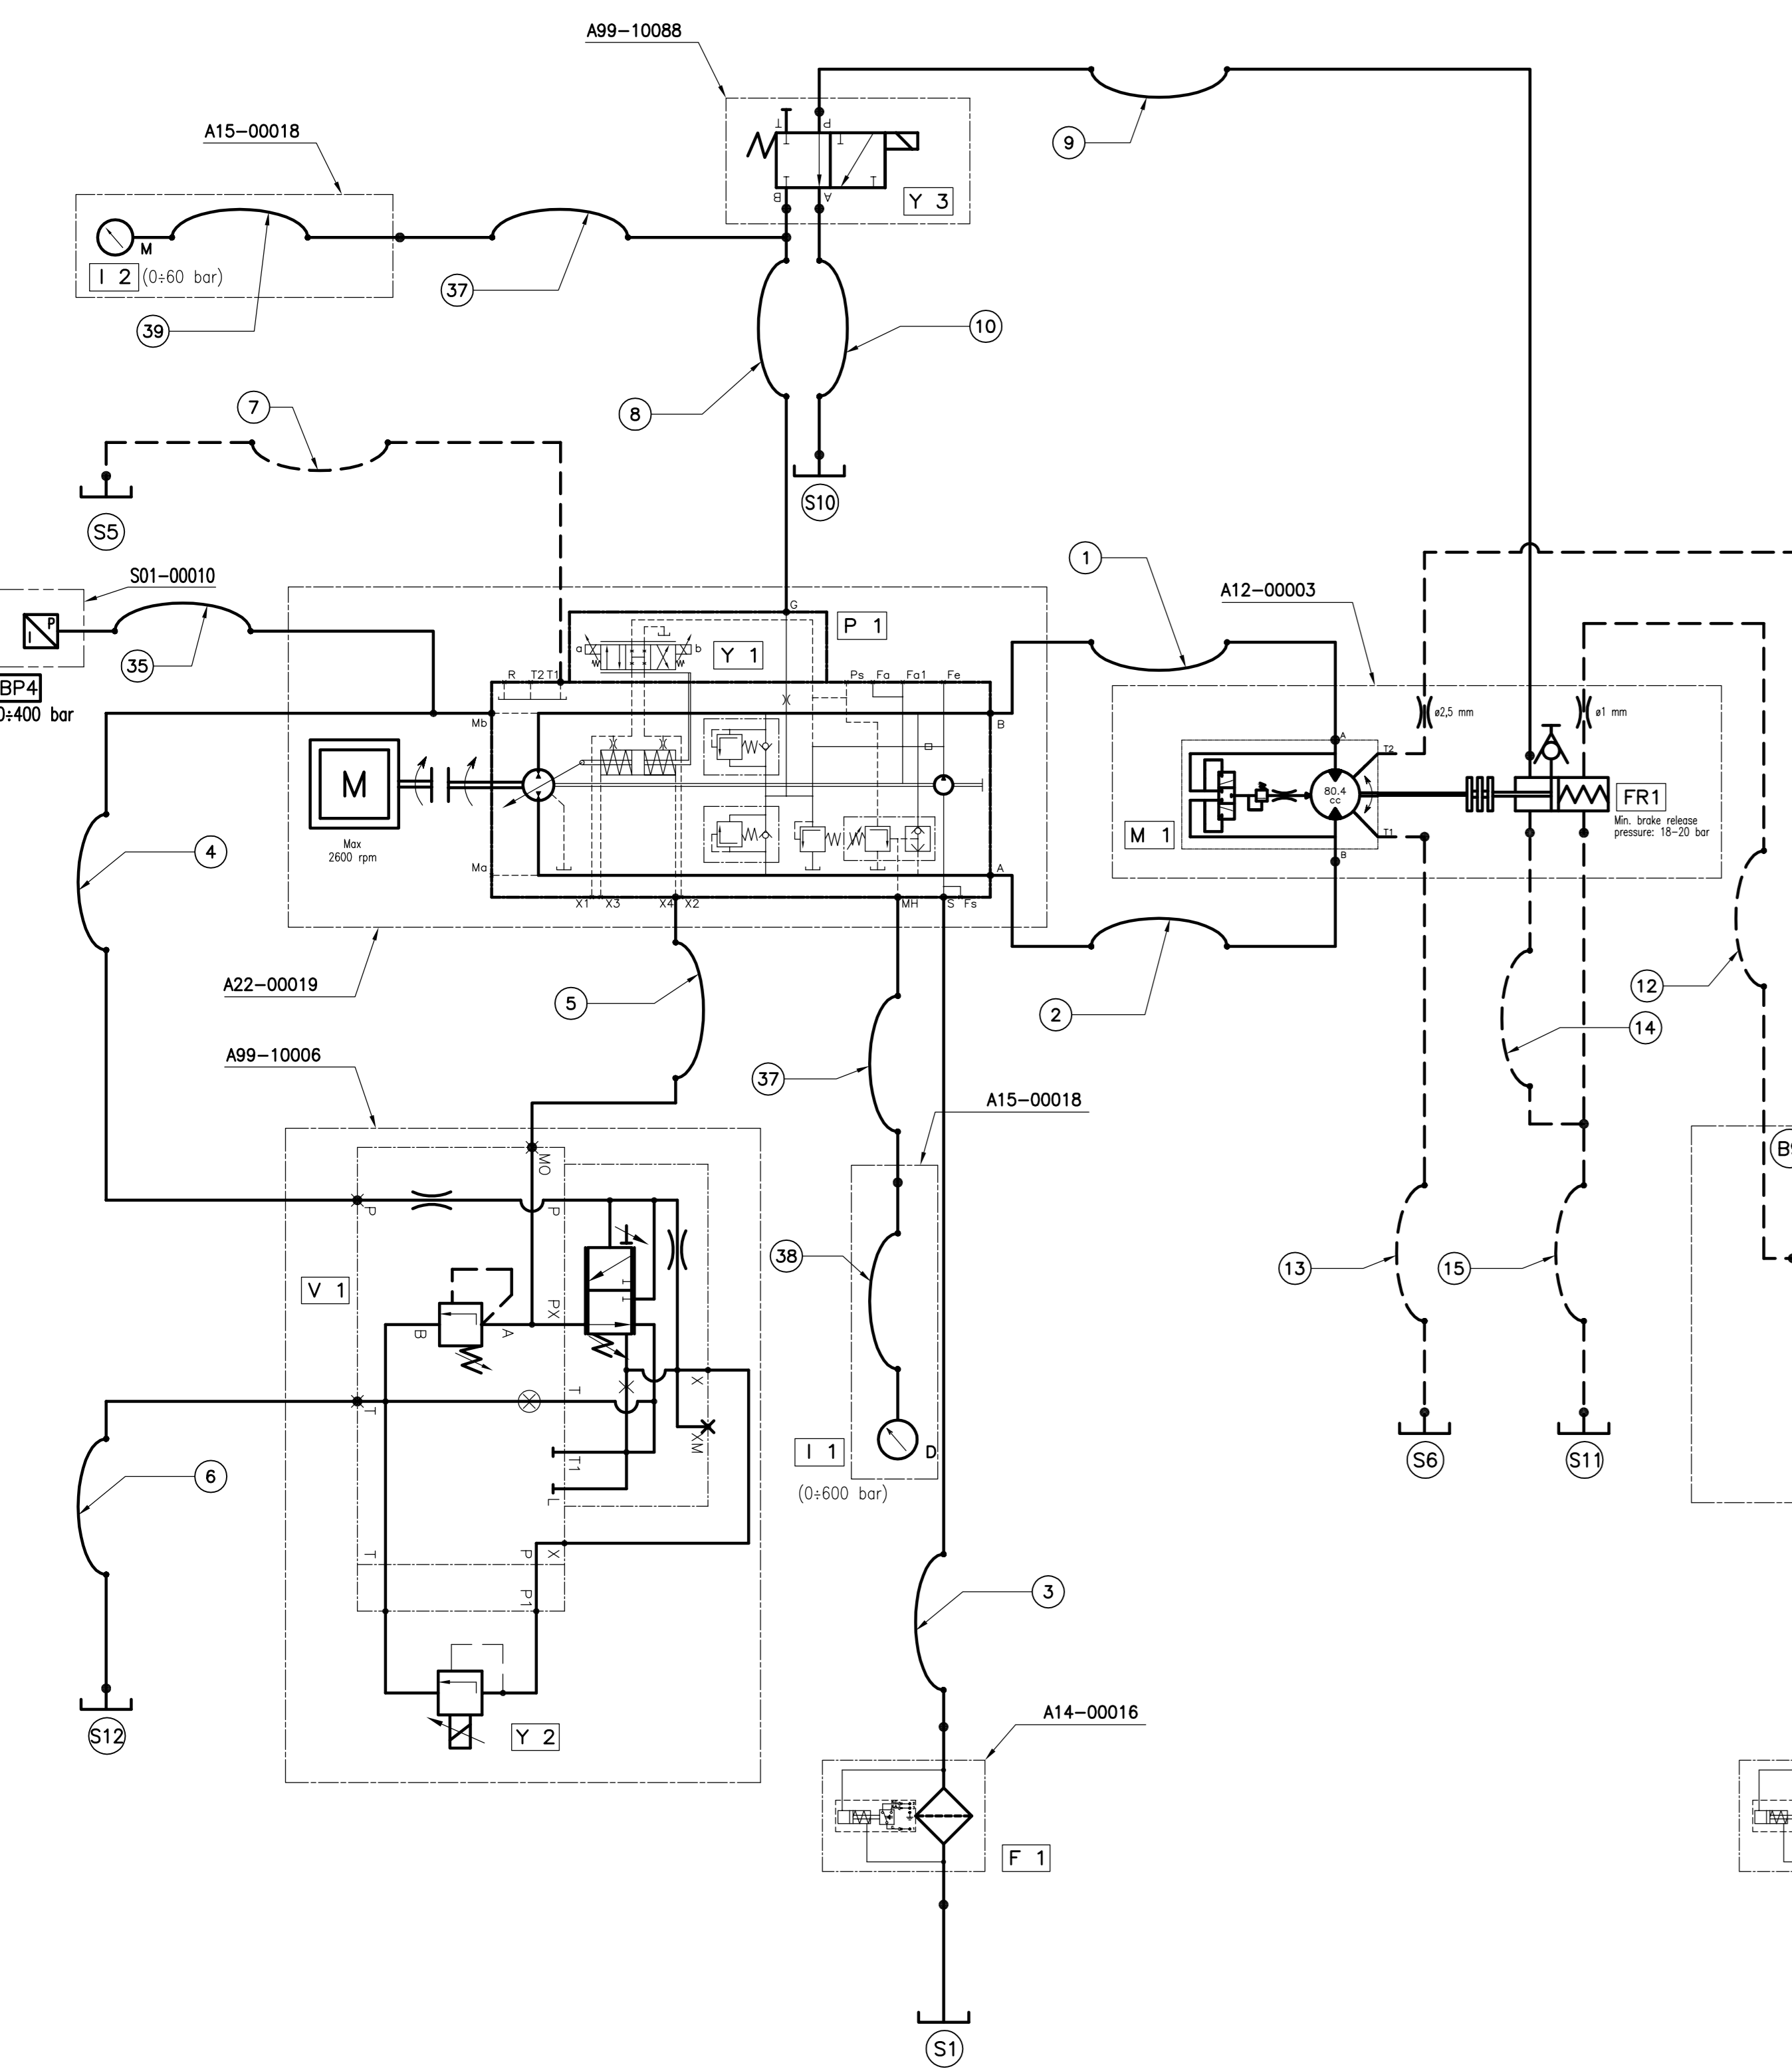 A99-10088
A15-00018
9
T
P
T
T
T
T
B
A
Y 3
M
I 2
(0÷60 bar)
37
39
10
8
7
S10
S5
1
S01-00010
A12-00003
P
I
G
P 1
35
a
b
Y 1
BP4
R
T2
T1
Ps
Fa
Fa1
Fe
0÷400 bar
Mb
B
ø2,5 mm
ø1 mm
A
T2
M
80.4
cc
FR1
Max
2600 rpm
Min. brake release
pressure: 18-20 bar
M 1
T1
4
B
Ma
A
X1
X3
X4
X2
MH
S
Fs
A22-00019
5
2
12
14
A99-10006
37
A15-00018
MO
P
P
38
13
15
V 1
PX
B
A
X
T
T
XM
I 1
D
T1
S6
S11
6
L
(0÷600 bar)
T
P
X
P1
3
A14-00016
S12
Y 2
F 1
S1